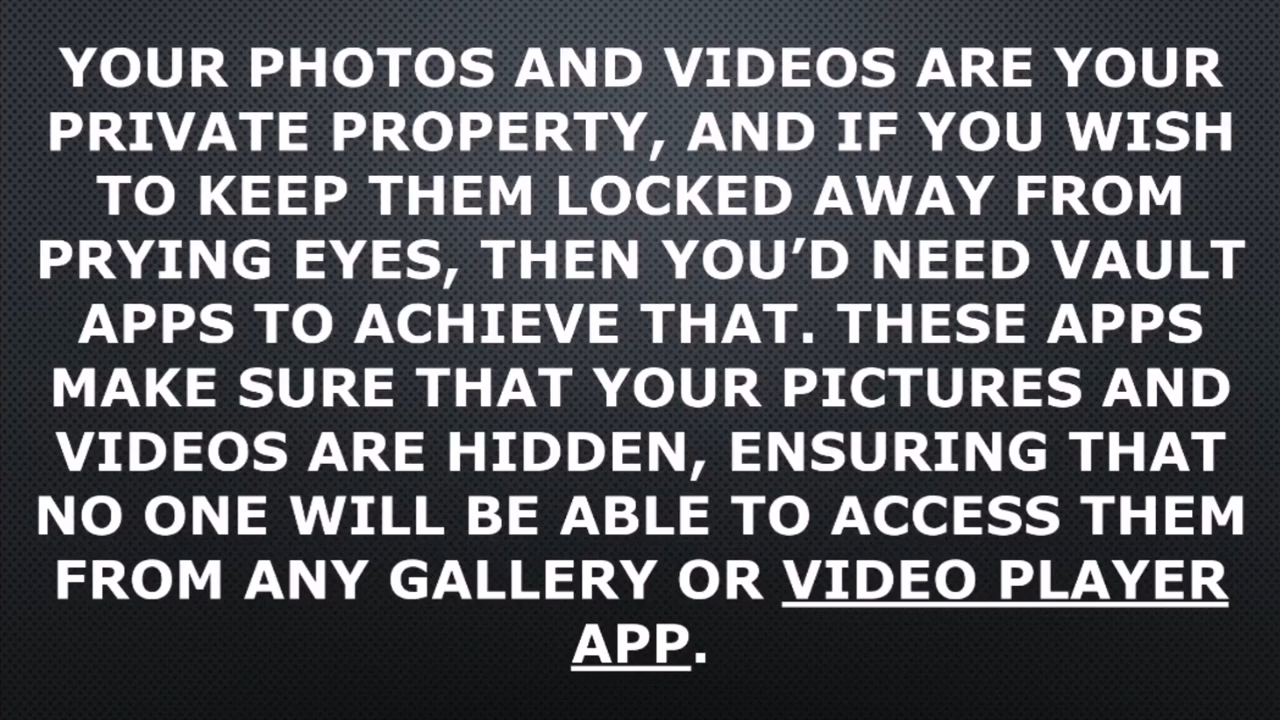 YOUR PHOTOS AND VIDEOS ARE YOUR
PRIVATE PROPERTY, AND IF YOU WISH
TO KEEP THEM LOCKED AWAY FROM
PRYING EYES, THEN YOU’D NEED VAULT
APPS TO ACHIEVE THAT. THESE APPS
MAKE SURE THAT YOUR PICTURES AND
VIDEOS ARE HIDDEN, ENSURING THAT
NO ONE WILL BE ABLE TO ACCESS THEM
FROM ANY GALLERY OR VIDEO PLAYER
APP.